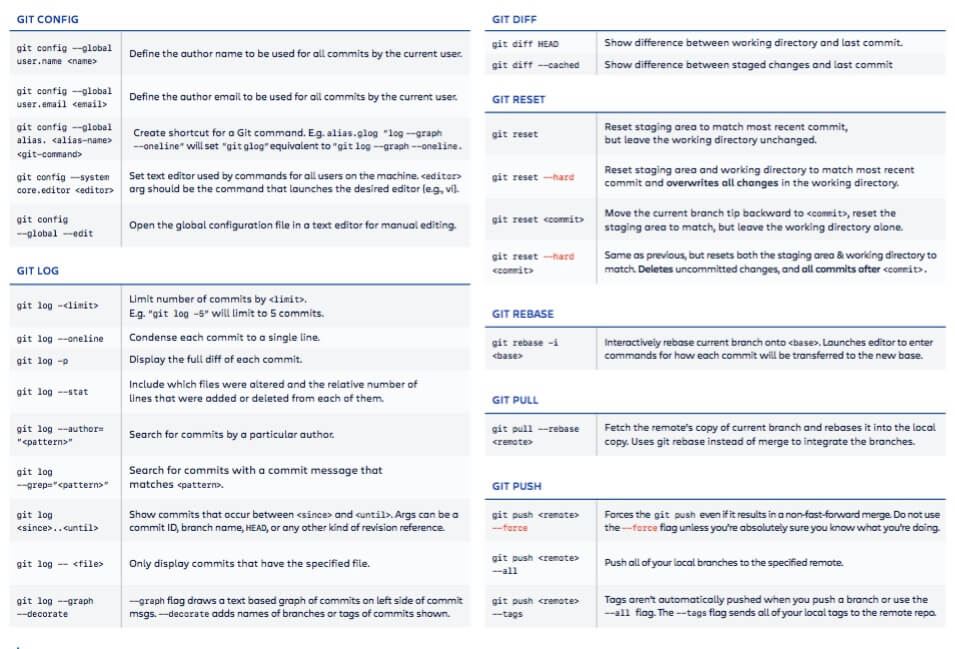 GIT CONFIG
git config --global
user.name <name>
Define the author name to be used for all commits by the current user.
git config --global
user.email <email>
Define the author email to be used for all commits by the current user.
git config --global
alias. <alias-name>
<git-command>
Create shortcut for a Git command. E.g. alias.glog "log --graph
--oneline" will set "git glog" equivalent to "git log --graph --oneline.
git config --system
core.editor <editor>
Set text editor used by commands for all users on the machine. <editor>
arg should be the command that launches the desired editor (e.g., vi).
git config
--global --edit
Open the global configuration file in a text editor for manual editing.
GIT LOG
git log -<limit>
Limit number of commits by <limit>.
E.g. "git log -5" will limit to 5 commits.
git log --oneline
Condense each commit to a single line.
git log -p
Display the full diff of each commit.
git log --stat
Include which files were altered and the relative number of
lines that were added or deleted from each of them.
git log --author=
"<pattern>"
Search for commits by a particular author.
git log
--grep="<pattern>"
Search for commits with a commit message that
matches <pattern>.
git log
<since>..<until>
Show commits that occur between <since> and <until>. Args can be a
commit ID, branch name, HEAD, or any other kind of revision reference.
git log -- <file>
Only display commits that have the specified file.
git log --graph
--decorate
--graph flag draws a text based graph of commits on left side of commit
msgs. --decorate adds names of branches or tags of commits shown.
GIT DIFF
git diff HEAD
Show difference between working directory and last commit.
git diff --cached
Show difference between staged changes and last commit
GIT RESET
git reset
Reset staging area to match most recent commit,
but leave the working directory unchanged.
git reset --hard
Reset staging area and working directory to match most recent
commit and overwrites all changes in the working directory.
git reset <commit>
Move the current branch tip backward to <commit>, reset the
staging area to match, but leave the working directory alone.
git reset --hard
<commit>
Same as previous, but resets both the staging area & working directory to
match. Deletes uncommitted changes, and all commits after <commit>.
GIT REBASE
git rebase -i
<base>
Interactively rebase current branch onto <base>. Launches editor to enter
commands for how each commit will be transferred to the new base.
GIT PULL
git pull --rebase
<remote>
Fetch the remote's copy of current branch and rebases it into the local
copy. Uses git rebase instead of merge to integrate the branches.
GIT PUSH
git push <remote>
--force
Forces the git push even if it results in a non-fast-forward merge. Do not use
the --force flag unless you're absolutely sure you know what you're doing.
git push <remote>
--all
Push all of your local branches to the specified remote.
git push <remote>
--tags
Tags aren't automatically pushed when you push a branch or use the
--all flag. The --tags flag sends all of your local tags to the remote repo.